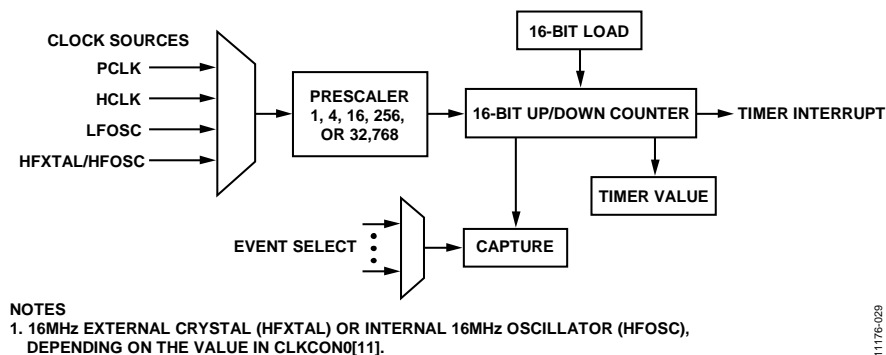 CLOCK SOURCES
PCLK
HCLK
LFOSC
HFXTAL/HFOSC
PRESCALER
1, 4, 16, 256,
OR 32,768
16-BIT LOAD
16-BIT UP/DOWN COUNTER
TIMER INTERRUPT
TIMER VALUE
EVENT SELECT
CAPTURE
NOTES
1. 16MHz EXTERNAL CRYSTAL (HFXTAL) OR INTERNAL 16MHz OSCILLATOR (HFOSC),
DEPENDING ON THE VALUE IN CLKCON0[11].
11176-029